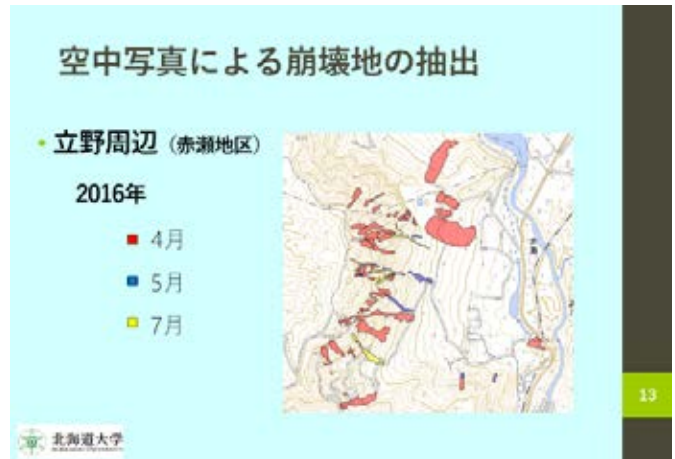 空中写真による崩壊地の抽出
・立野周辺（赤瀬地区）
2016年
4月
5月
7月
13
北海道大学